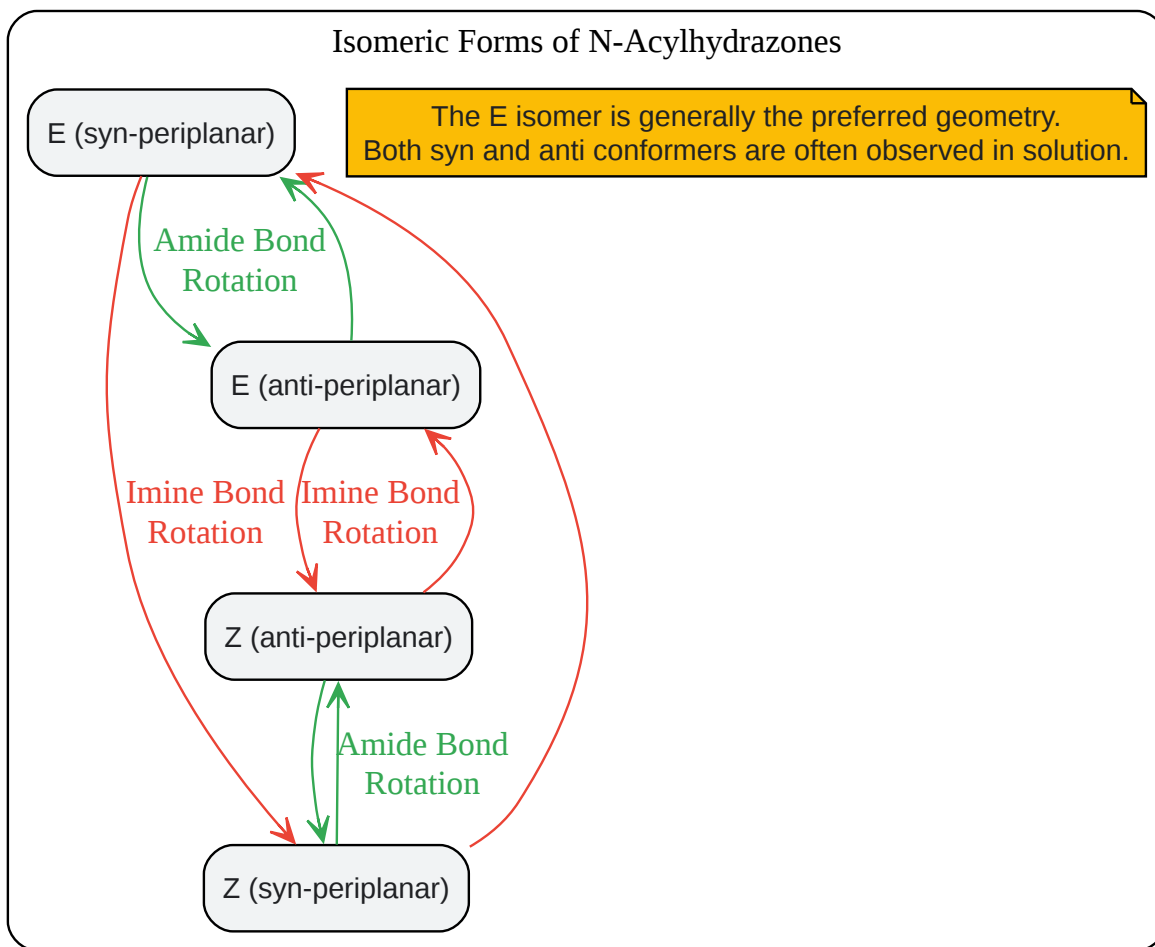 Isomeric Forms of N-Acylhydrazones
E (syn-periplanar)
The E isomer is generally the preferred geometry.
Both syn and anti conformers are often observed in solution.
Amide Bond
Rotation
E (anti-periplanar)
Imine Bond
Rotation
Imine Bond
Rotation
Z (anti-periplanar)
Amide Bond
Rotation
Z (syn-periplanar)